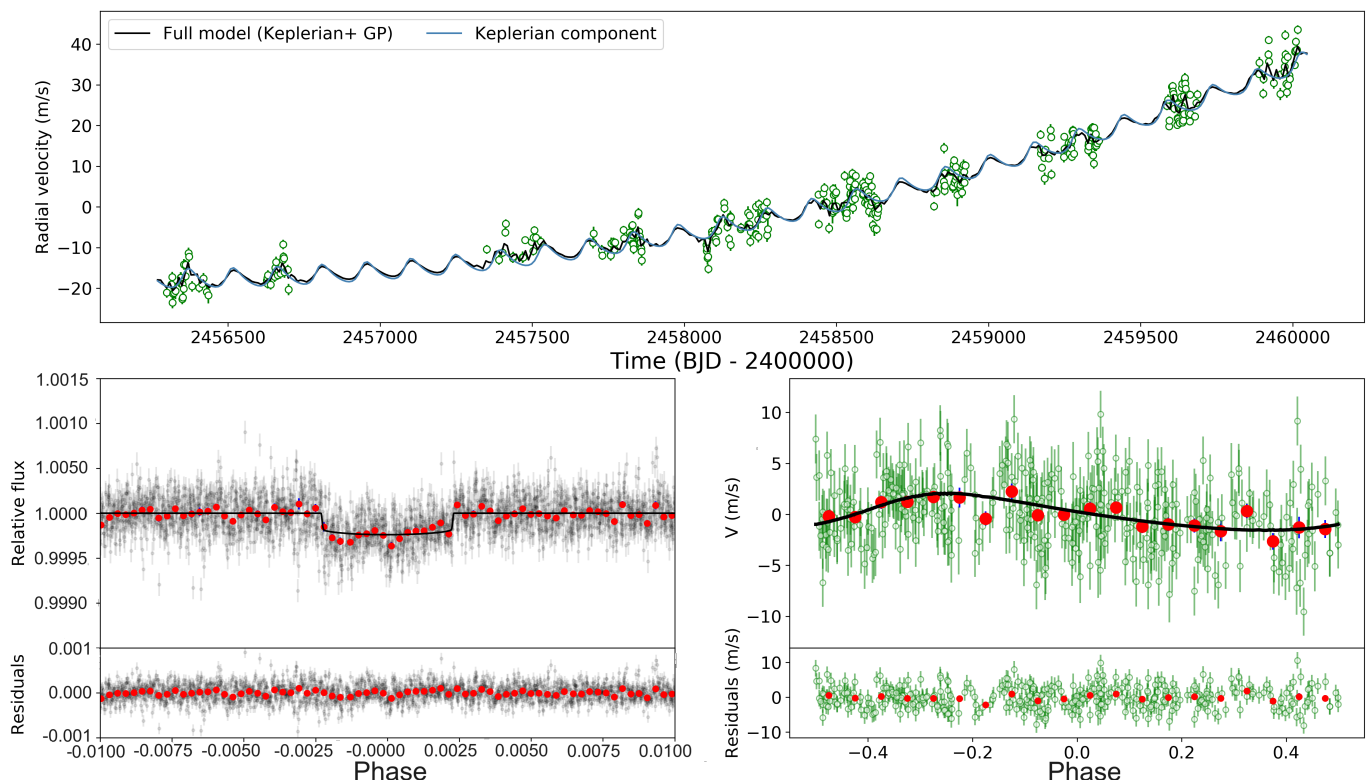 Full model (Keplerian+ GP) Keplerian component
Radial velocity (m/s)
40
30
20
10
0
−10
−20
2456500 2457000 2457500 2458000 2458500 2459000 2459500 2460000
Time (BJD - 2400000)
Relative flux
1.0015
1.0010
1.0050
1.0000
0.9995
0.9990
Residuals
0.001
0.000
-0.001
-0.0100 -0.0075 -0.0050 -0.0025 -0.0000 0.0025 0.0050 0.0075 0.0100
Phase
V (m/s)
10
5
0
−5
−10
Residuals (m/s)
10
0
−10
−0.4 −0.2 0.0 0.2 0.4
Phase